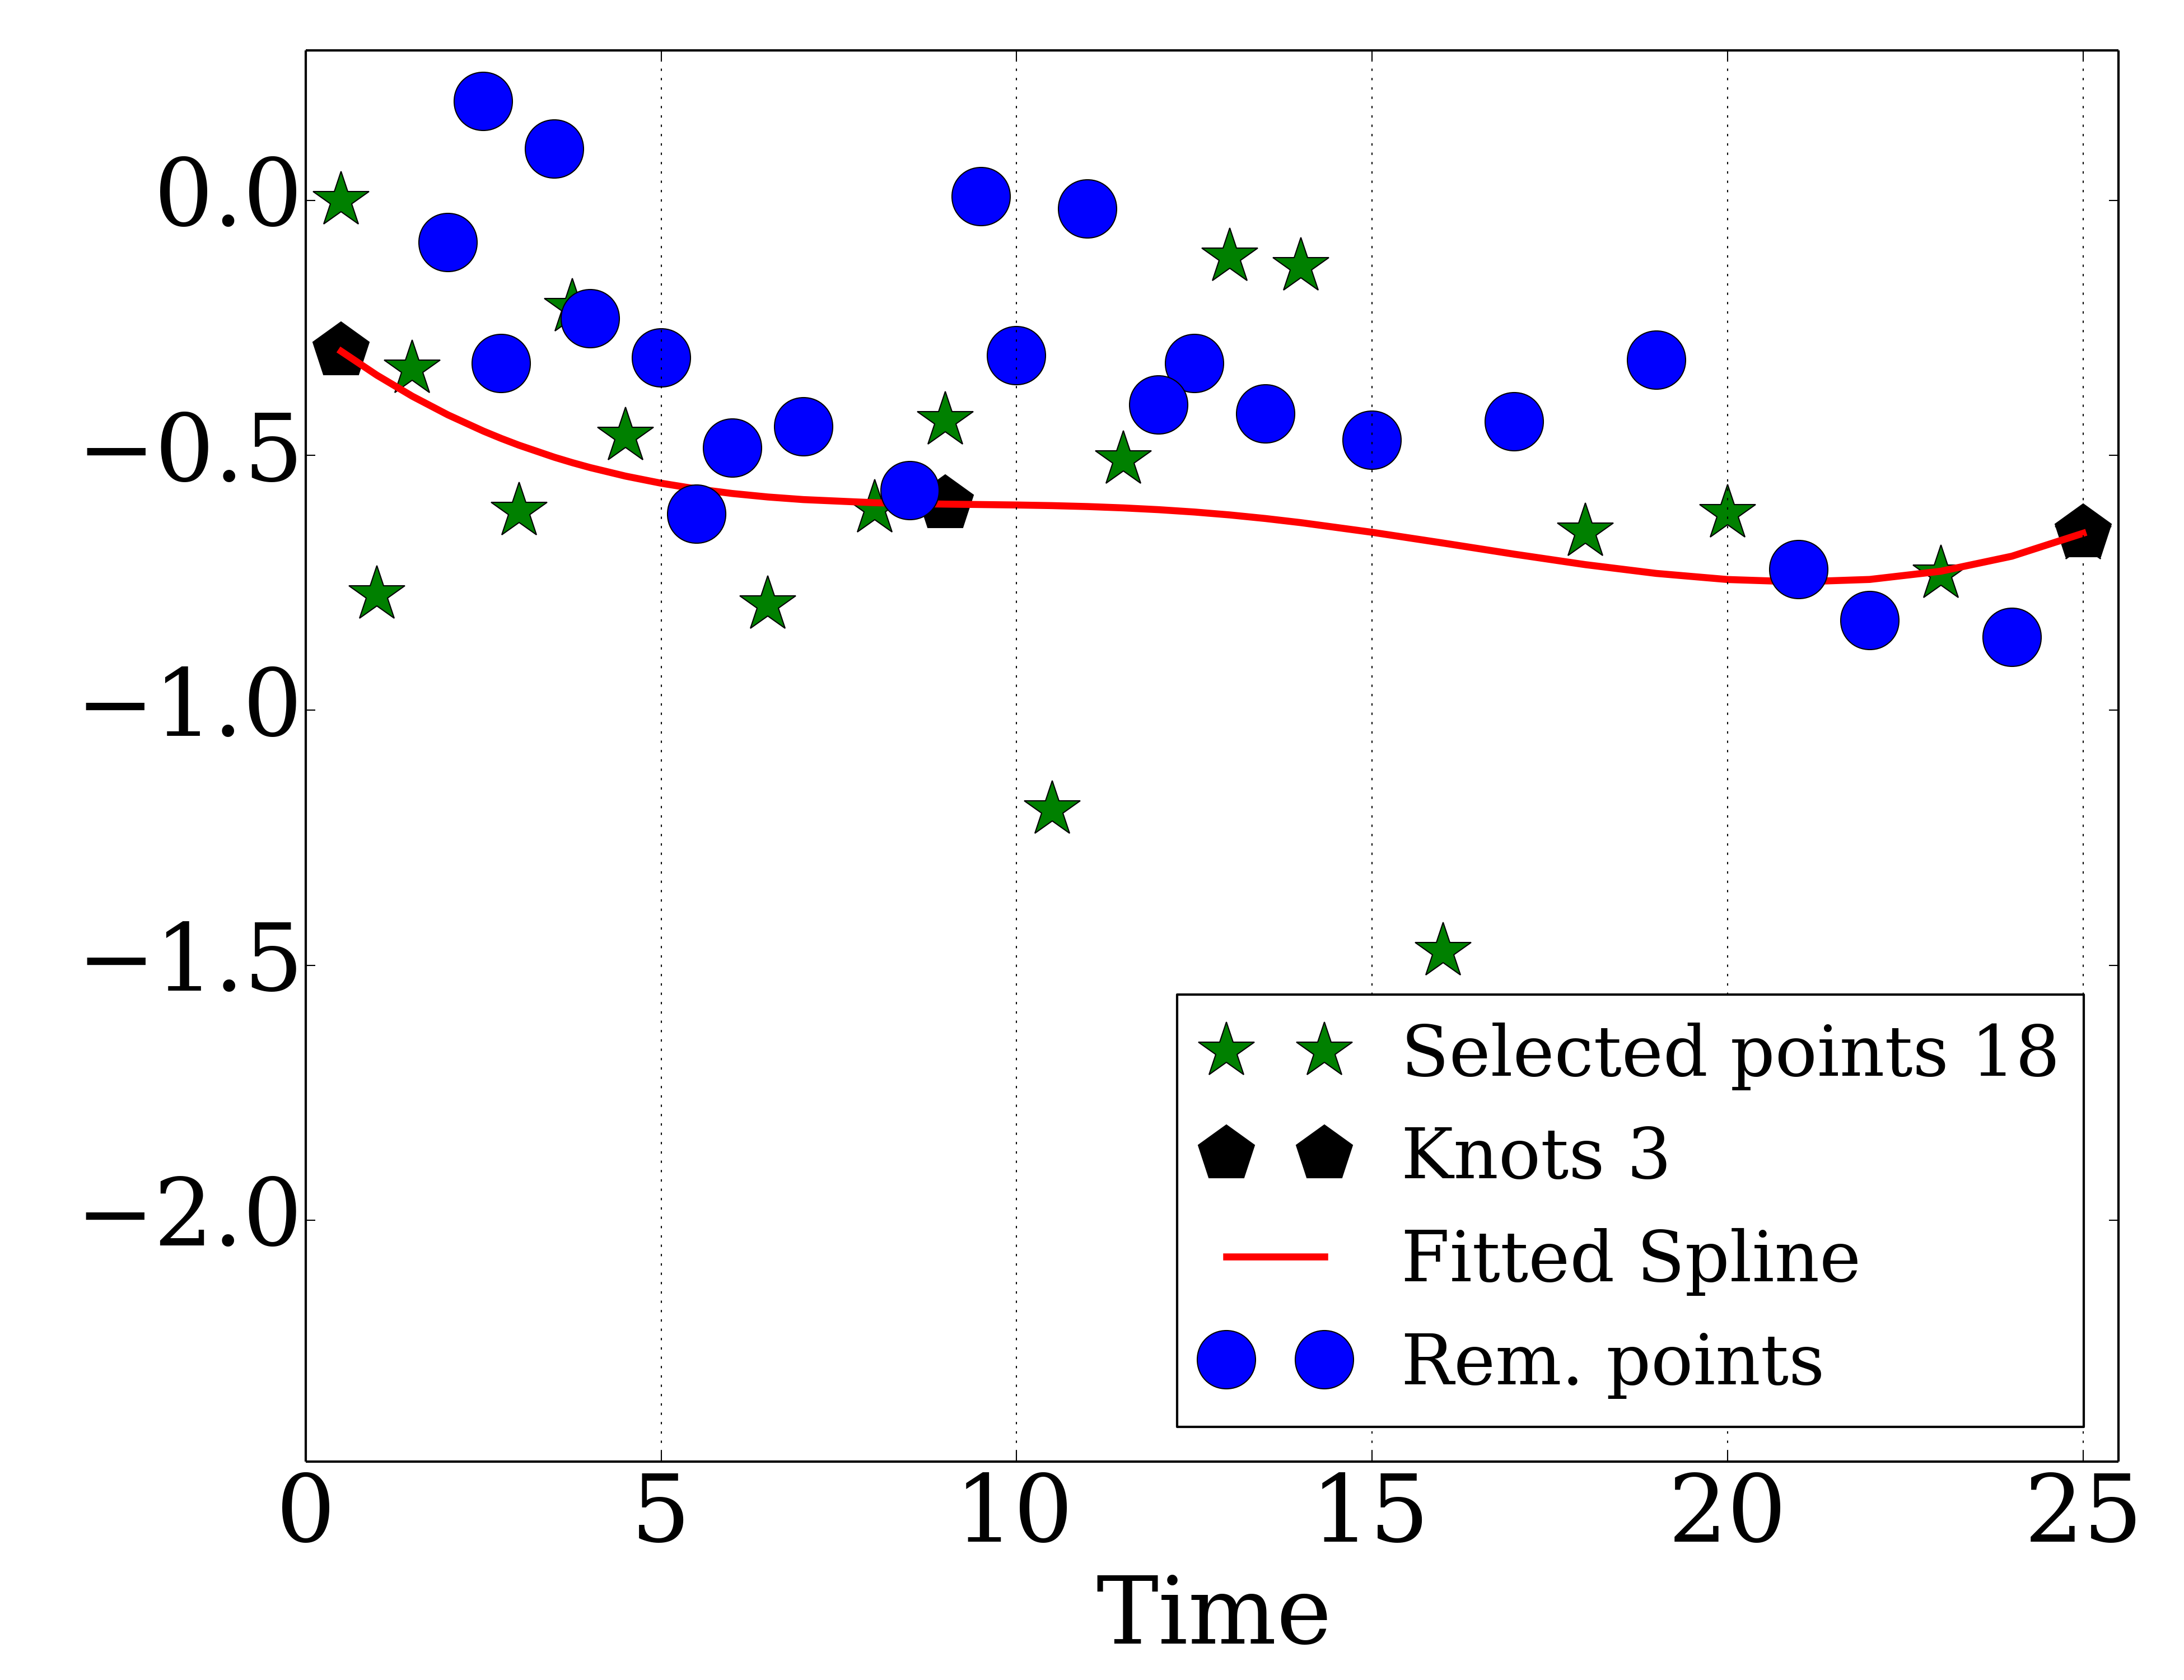 0.0
−0.5
−1.0
−1.5
−2.0
Selected points 18
Knots 3
Fitted Spline
Rem. points
0 5 10 15 20 25
Time